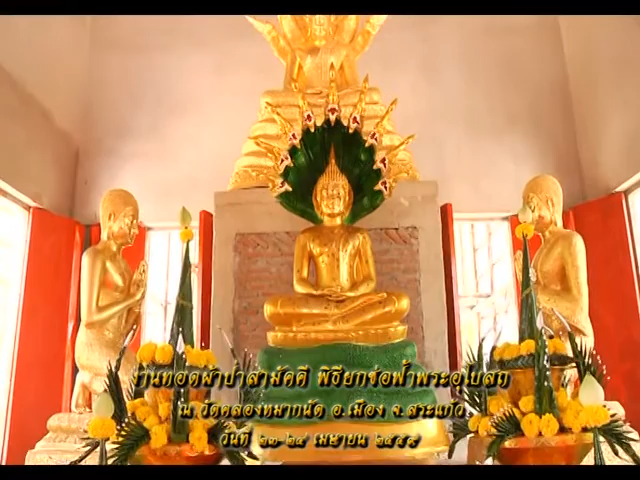 งานทอดผ้าป่าสามัคคี พิธียกช่อฟ้าพระอุโบสถ
ณ วัดคลองหมากนัด อ.เมือง จ.สระแก้ว
วันที่ ๒๓-๒๔ เมษายน ๒๕๕๙